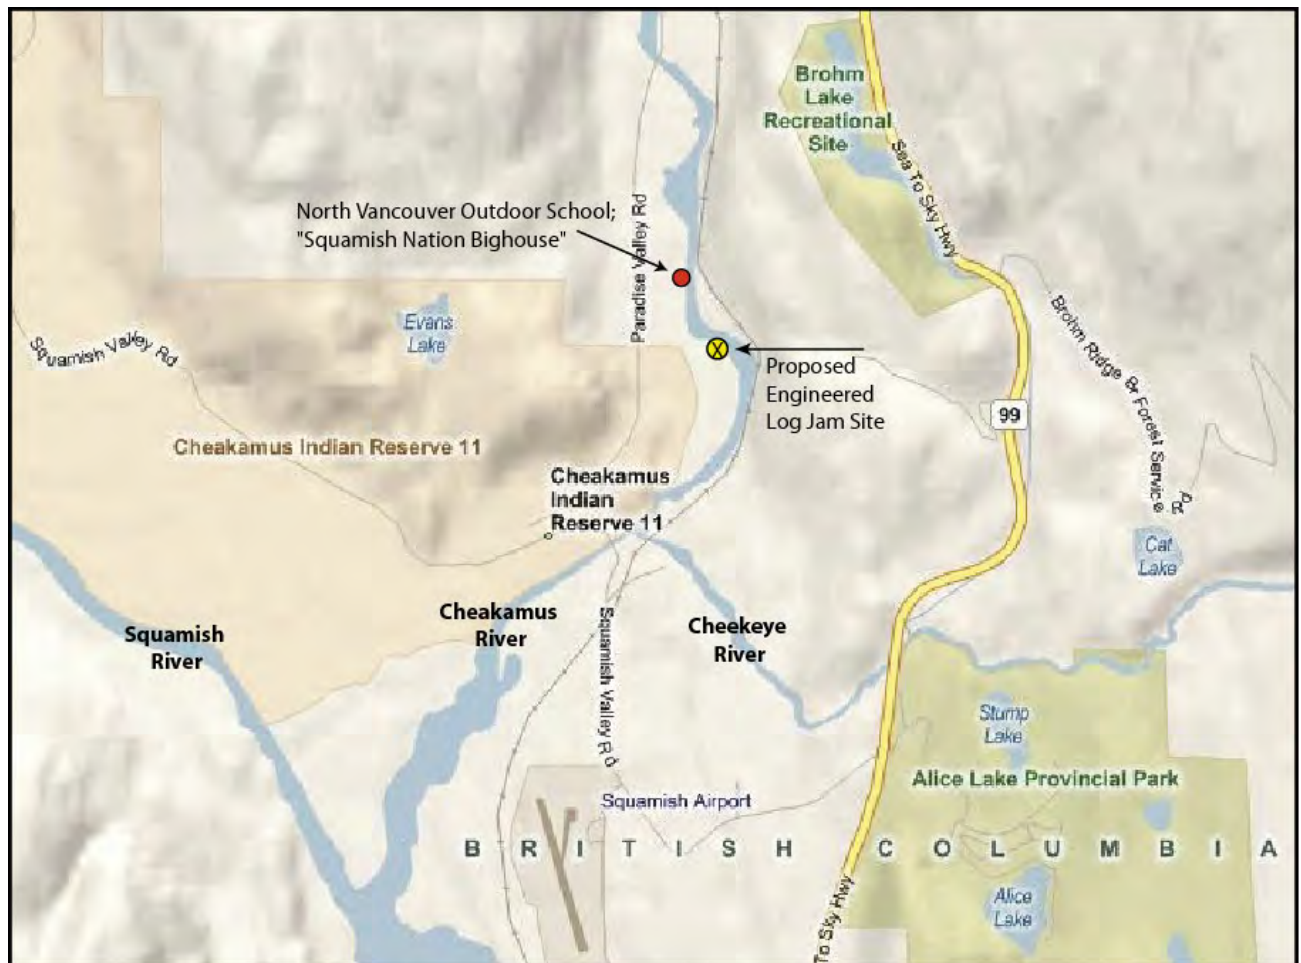 Brohm
Lake
Recreational
Site
Sea To Sky Hwy
North Vancouver Outdoor School;
"Squamish Nation Bighouse"
Paradise Valley Rd
Evans
Lake
Squamish Valley Rd
Proposed
Engineered
Log Jam Site
Brohm Ridge Br Forest Service
Rd
99
Cheakamus Indian Reserve 11
Cheakamus
Indian
Reserve 11
Cat
Lake
Squamish
River
Cheakamus
River
Cheekeye
River
Squamish Valley Rd
Stump
Lake
Alice Lake Provincial Park
Squamish Airport
BRITISH COLUMBIA
Alice
Lake
To Sky Hwy